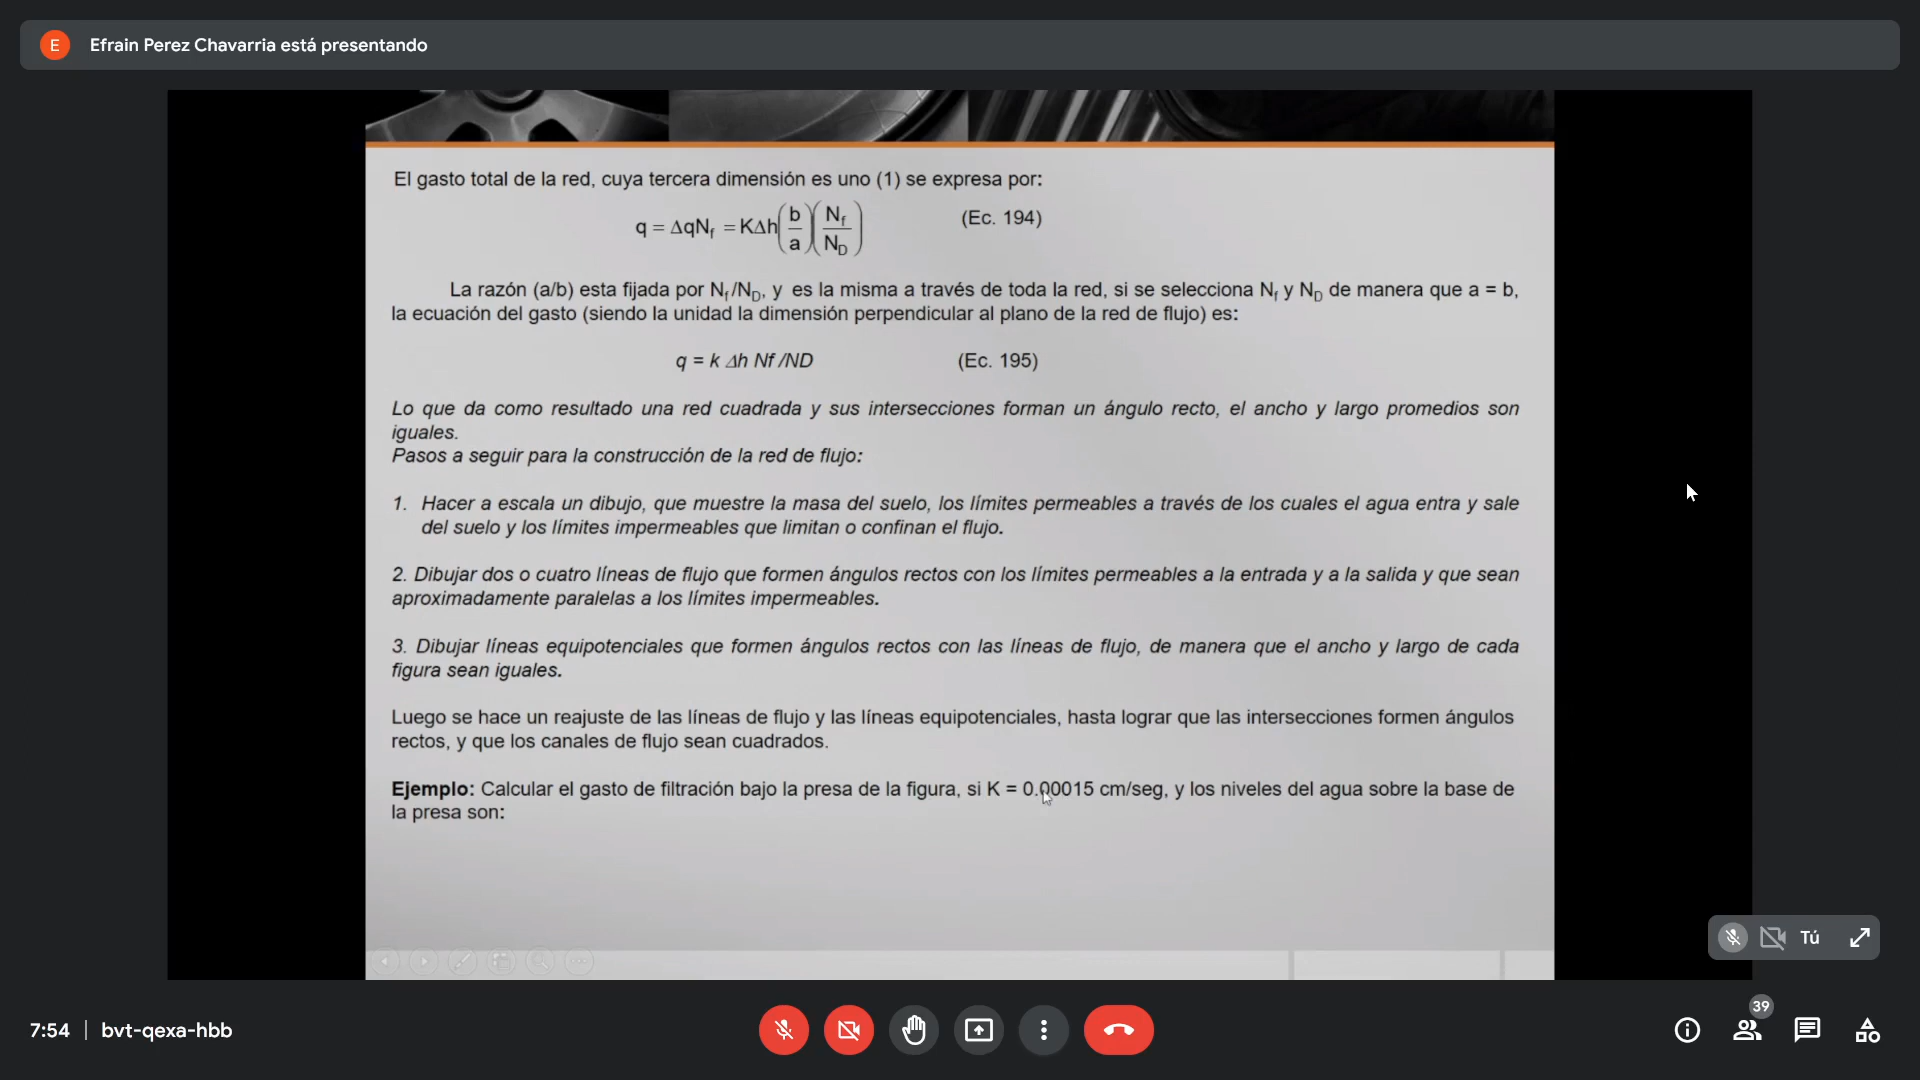 E Efrain Perez Chavarria está presentando
El gasto total de la red, cuya tercera dimensión es uno (1) se expresa por:
q = ΔqN_f = KΔh(b/a)(N_f/N_D) (Ec. 194)
La razón (a/b) esta fijada por N_f/N_D, y es la misma a través de toda la red, si se selecciona N_f y N_D de manera que a = b,
la ecuación del gasto (siendo la unidad la dimensión perpendicular al plano de la red de flujo) es:
q = k Δh Nf /ND (Ec. 195)
Lo que da como resultado una red cuadrada y sus intersecciones forman un ángulo recto, el ancho y largo promedios son
iguales.
Pasos a seguir para la construcción de la red de flujo:
1. Hacer a escala un dibujo, que muestre la masa del suelo, los límites permeables a través de los cuales el agua entra y sale
del suelo y los límites impermeables que limitan o confinan el flujo.
2. Dibujar dos o cuatro líneas de flujo que formen ángulos rectos con los límites permeables a la entrada y a la salida y que sean
aproximadamente paralelas a los límites impermeables.
3. Dibujar líneas equipotenciales que formen ángulos rectos con las líneas de flujo, de manera que el ancho y largo de cada
figura sean iguales.
Luego se hace un reajuste de las líneas de flujo y las líneas equipotenciales, hasta lograr que las intersecciones formen ángulos
rectos, y que los canales de flujo sean cuadrados.
Ejemplo: Calcular el gasto de filtración bajo la presa de la figura, si K = 0.00015 cm/seg, y los niveles del agua sobre la base de
la presa son:
Tú
7:54 | bvt-qexa-hbb
39